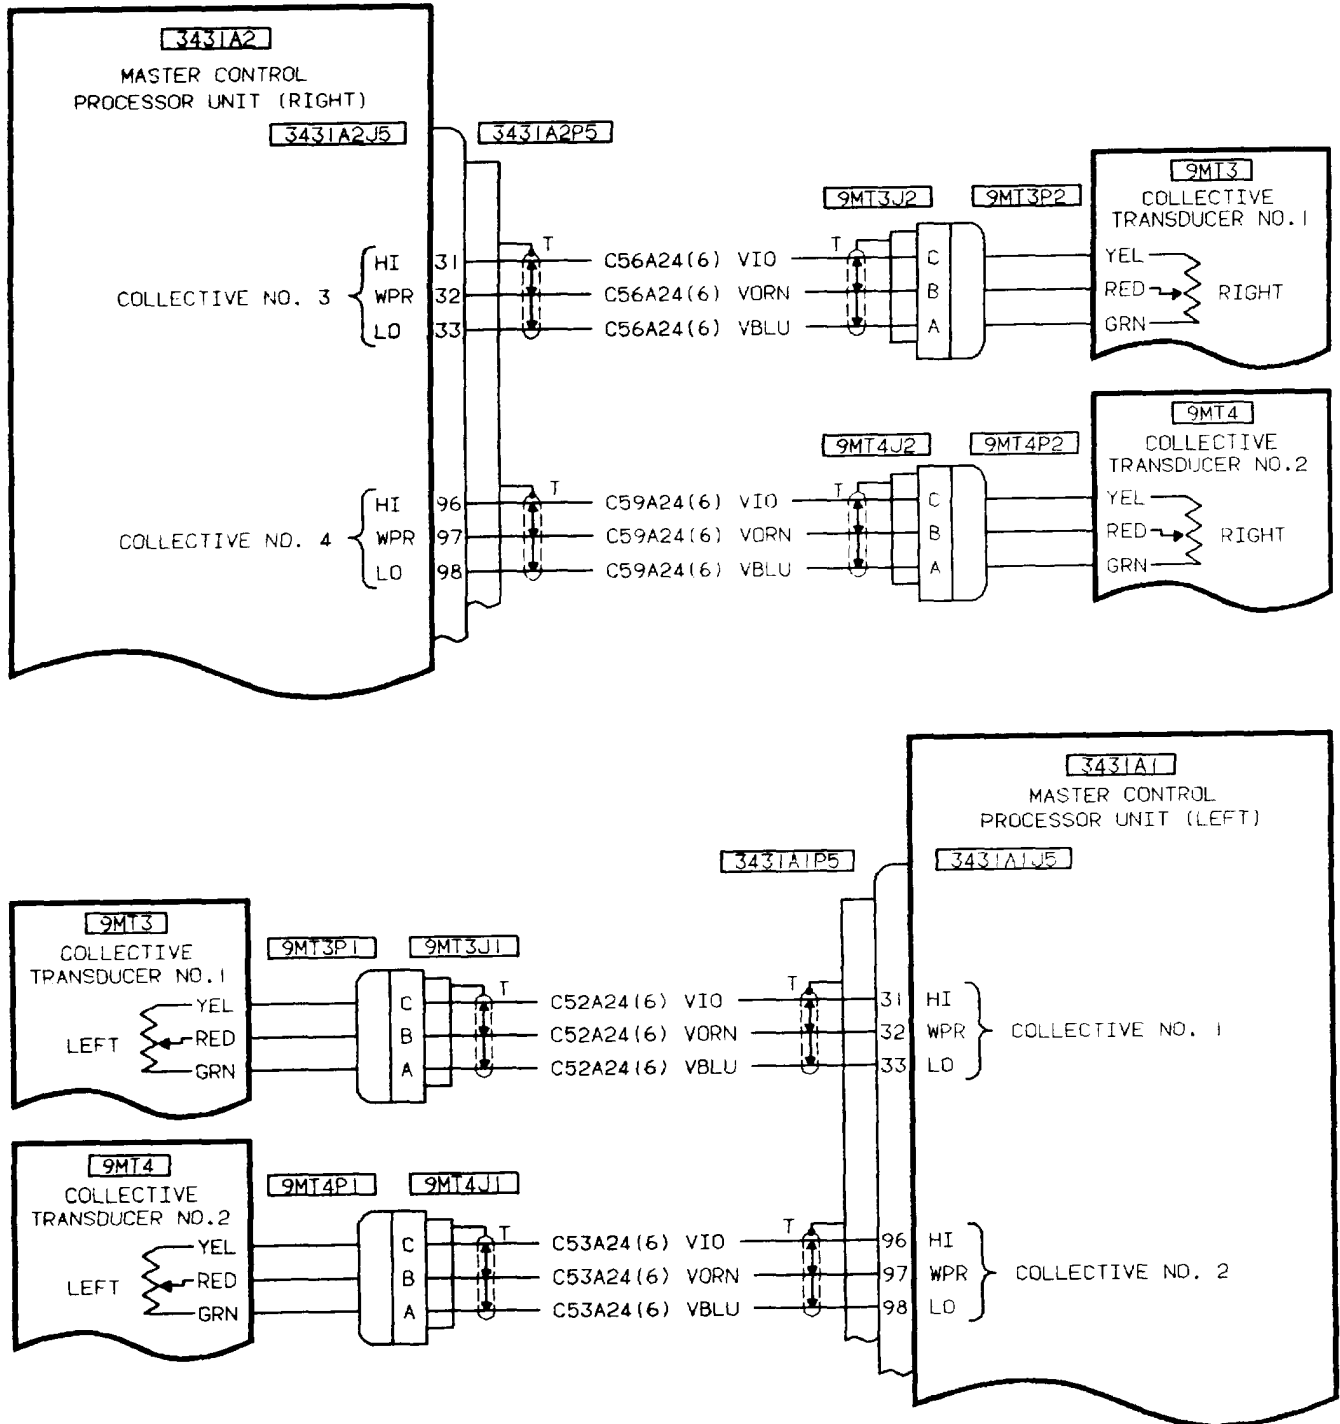 3431A2
MASTER CONTROL
PROCESSOR UNIT (RIGHT)
3431A2J5
3431A2P5
COLLECTIVE NO. 3
HI 31
WPR 32
LO 33
T
C56A24(6) VIO
C56A24(6) VORN
C56A24(6) VBLU
T
9MT3J2
9MT3P2
C
B
A
9MT3
COLLECTIVE
TRANSDUCER NO.1
YEL
RED
GRN
RIGHT
COLLECTIVE NO. 4
HI 96
WPR 97
LO 98
T
C59A24(6) VIO
C59A24(6) VORN
C59A24(6) VBLU
T
9MT4J2
9MT4P2
C
B
A
9MT4
COLLECTIVE
TRANSDUCER NO.2
YEL
RED
GRN
RIGHT
9MT3
COLLECTIVE
TRANSDUCER NO.1
LEFT
YEL
RED
GRN
9MT3P1
9MT3J1
C
B
A
T
C52A24(6) VIO
C52A24(6) VORN
C52A24(6) VBLU
T
3431A1P5
3431A1J5
3431A1
MASTER CONTROL
PROCESSOR UNIT (LEFT)
31 HI
32 WPR
33 LO
COLLECTIVE NO. 1
9MT4
COLLECTIVE
TRANSDUCER NO.2
LEFT
YEL
RED
GRN
9MT4P1
9MT4J1
C
B
A
T
C53A24(6) VIO
C53A24(6) VORN
C53A24(6) VBLU
T
96 HI
97 WPR
98 LO
COLLECTIVE NO. 2